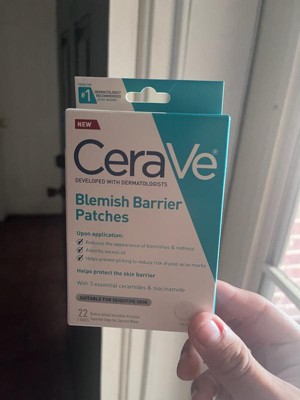 #1 DERMATOLOGIST
RECOMMENDED
NEW
CeraVe®
DEVELOPED WITH DERMATOLOGISTS
Blemish Barrier
Patches
Upon application:
Reduces the appearance of blemishes & redness
Absorbs excess oil
Helps prevent picking to reduce risk of post-acne marks
Helps protect the skin barrier
With 3 essential ceramides & niacinamide
SUITABLE FOR SENSITIVE SKIN
22